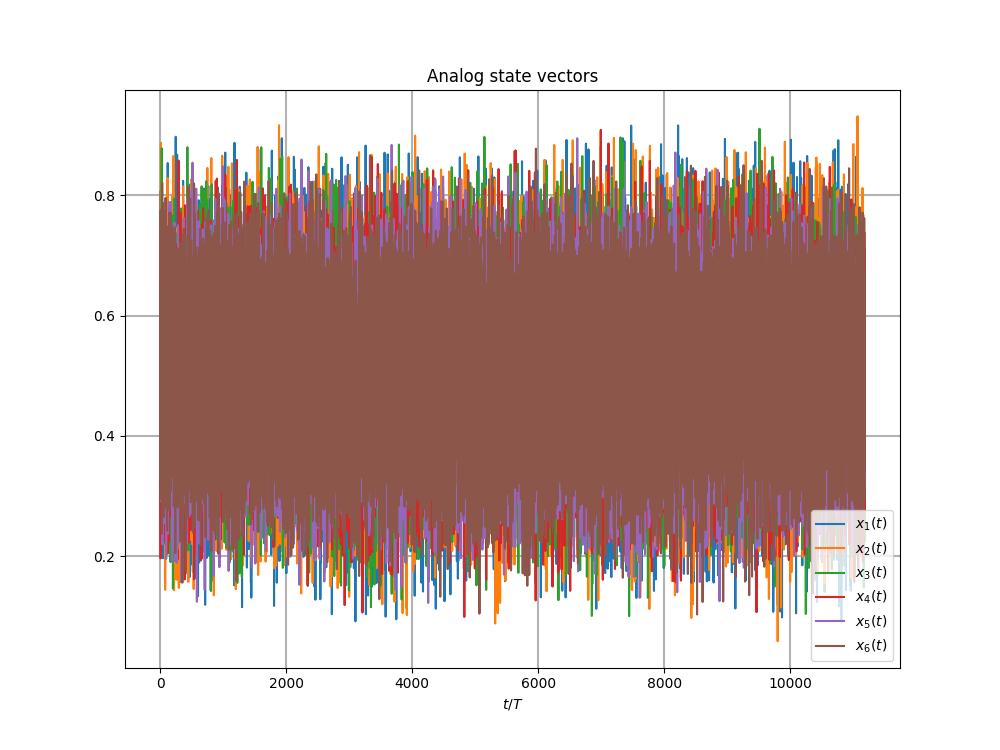 Analog state vectors
0.8
0.6
0.4
0.2
0 2000 4000 6000 8000 10000
t/T
x₁(t)
x₂(t)
x₃(t)
x₄(t)
x₅(t)
x₆(t)